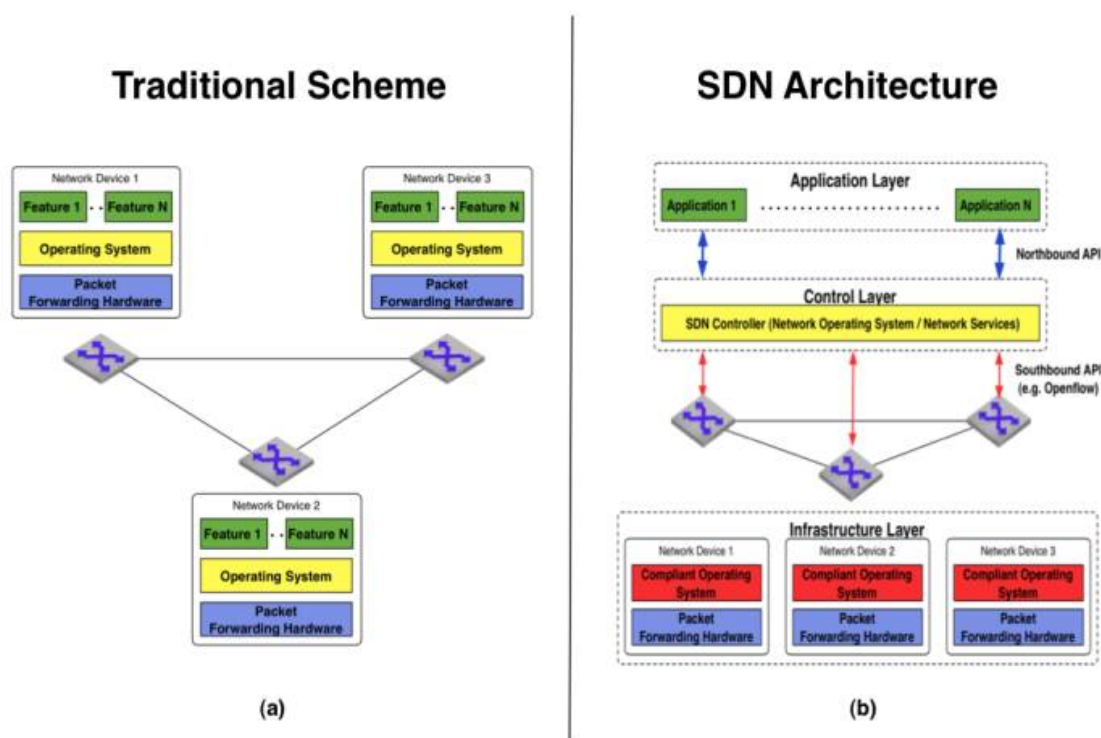 Traditional Scheme
Network Device 1
Feature 1 . . Feature N
Operating System
Packet
Forwarding Hardware
Network Device 3
Feature 1 . . Feature N
Operating System
Packet
Forwarding Hardware
Network Device 2
Feature 1 . . Feature N
Operating System
Packet
Forwarding Hardware
(a)
SDN Architecture
Application Layer
Application 1 ........................ Application N
Northbound API
Control Layer
SDN Controller (Network Operating System / Network Services)
Southbound API
(e.g. Openflow)
Infrastructure Layer
Network Device 1
Compliant Operating
System
Packet
Forwarding Hardware
Network Device 2
Compliant Operating
System
Packet
Forwarding Hardware
Network Device 3
Compliant Operating
System
Packet
Forwarding Hardware
(b)